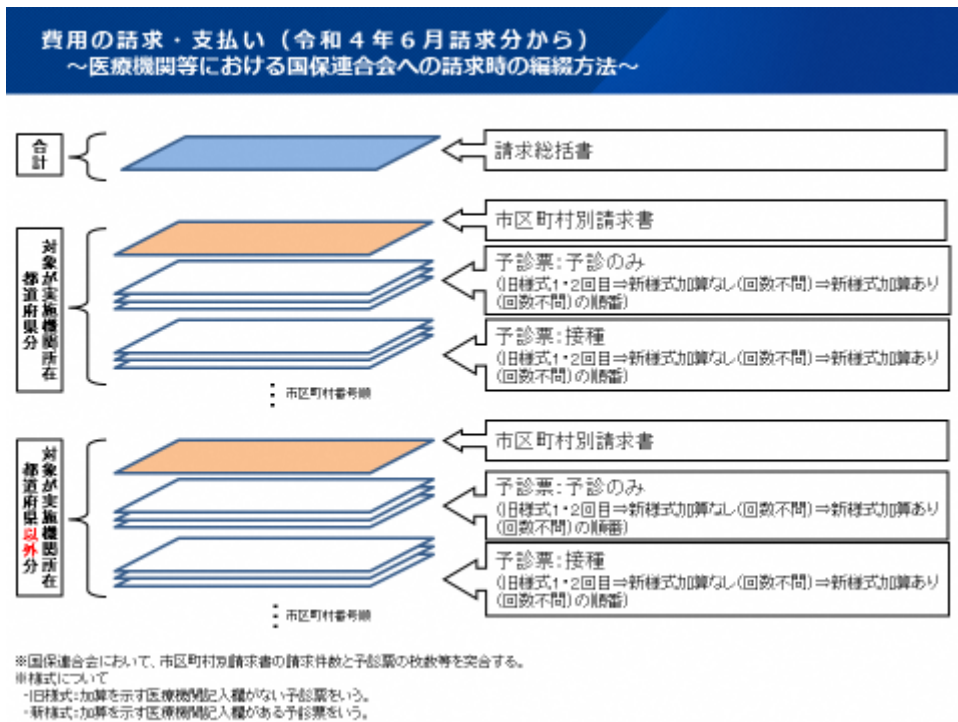 費用の請求・支払い（令和４年６月請求分から）
～医療機関等における国保連合会への請求時の編綴方法～
合計
請求総括書
対象が実施機関所在
都道府県分
市区町村別請求書
予診票：予診のみ
（旧様式1・2回目⇒新様式加算なし（回数不問）⇒新様式加算あり
（回数不問）の順番）
予診票：接種
（旧様式1・2回目⇒新様式加算なし（回数不問）⇒新様式加算あり
（回数不問）の順番）
市区町村番号順
対象が実施機関所在
都道府県以外分
市区町村別請求書
予診票：予診のみ
（旧様式1・2回目⇒新様式加算なし（回数不問）⇒新様式加算あり
（回数不問）の順番）
予診票：接種
（旧様式1・2回目⇒新様式加算なし（回数不問）⇒新様式加算あり
（回数不問）の順番）
市区町村番号順
※国保連合会において、市区町村別請求書の請求件数と予診票の枚数等を突合する。
※様式について
・旧様式：加算を示す医療機関記入欄がない予診票をいう。
・新様式：加算を示す医療機関記入欄がある予診票をいう。